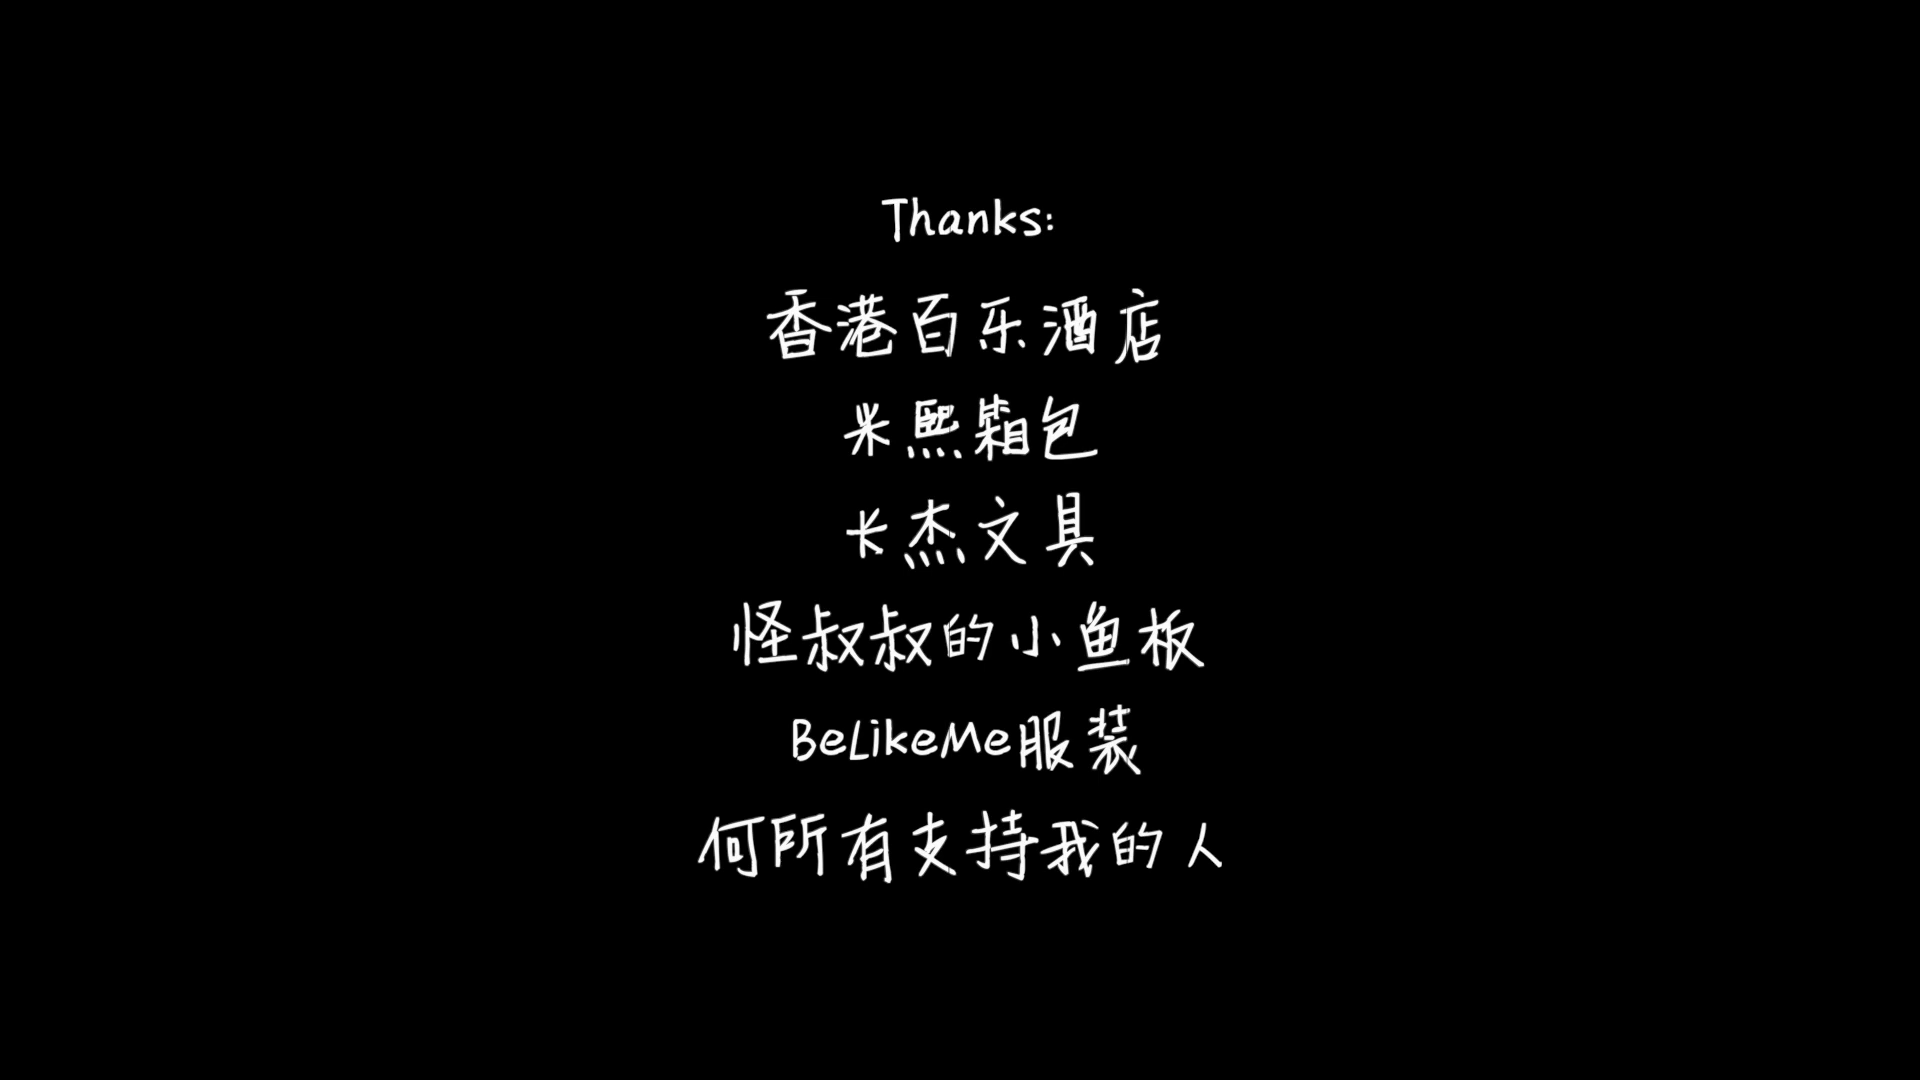 Thanks:
香港百乐酒店
米熙箱包
长杰文具
怪叔叔的小鱼板
BeLikeMe服装
何所有支持我的人